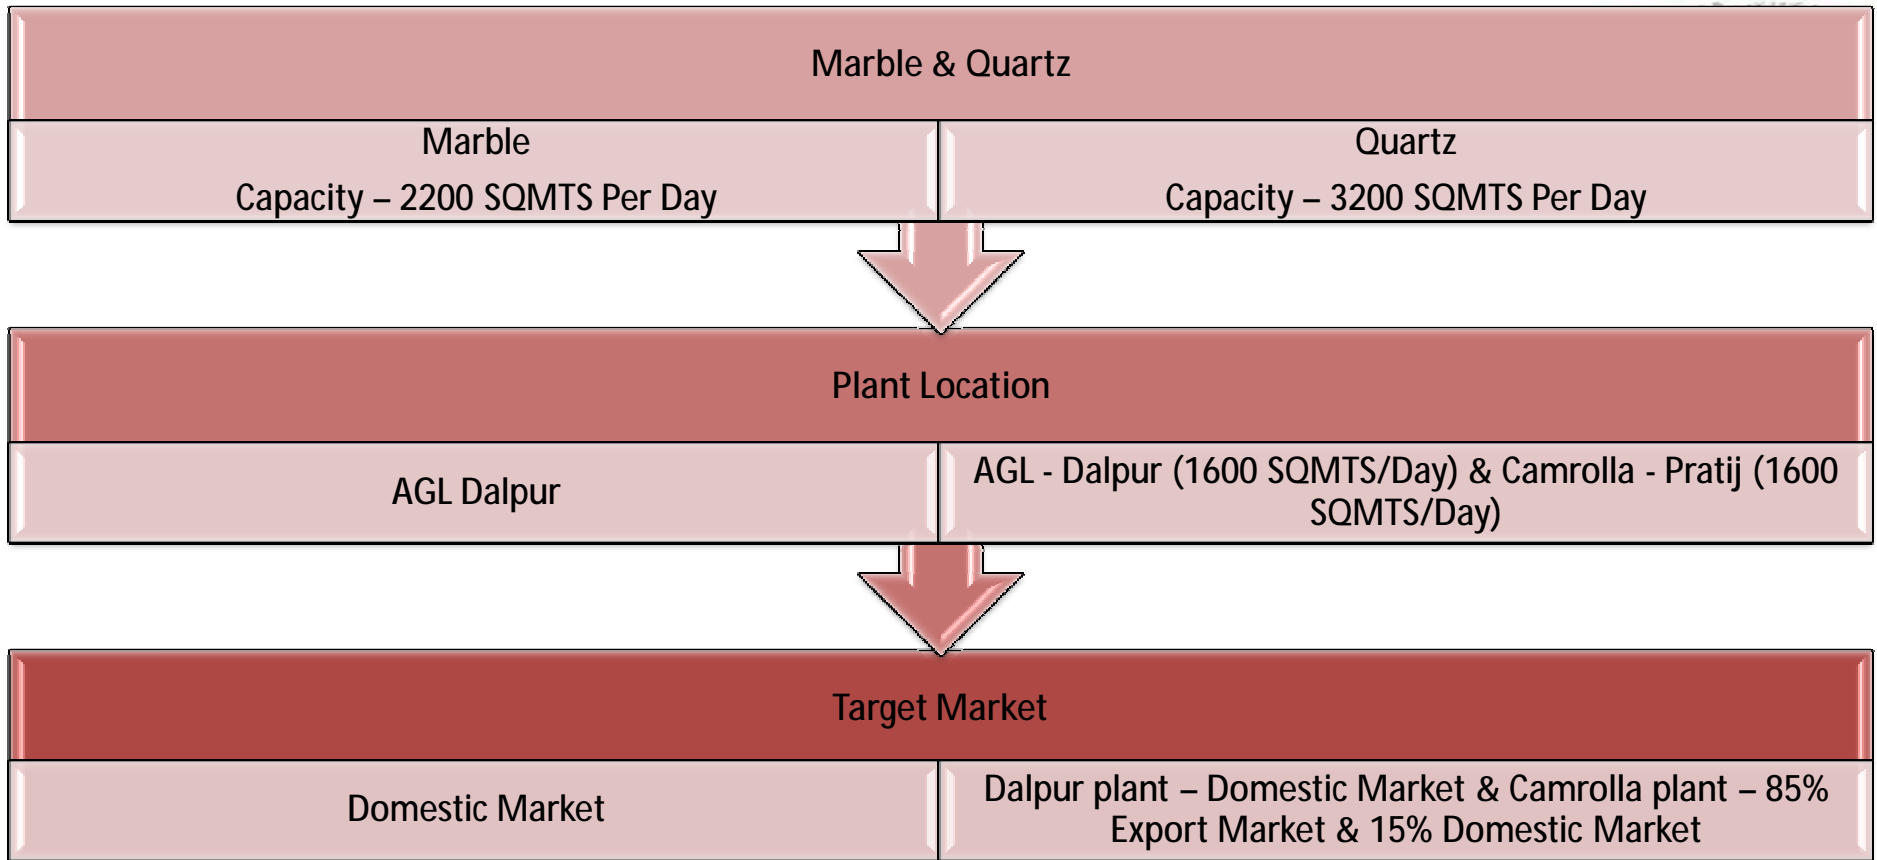 Marble & Quartz
Marble
Capacity – 2200 SQMTS Per Day
Quartz
Capacity – 3200 SQMTS Per Day
Plant Location
AGL Dalpur
AGL - Dalpur (1600 SQMTS/Day) & Camrolla - Pratij (1600
SQMTS/Day)
Target Market
Domestic Market
Dalpur plant – Domestic Market & Camrolla plant – 85%
Export Market & 15% Domestic Market